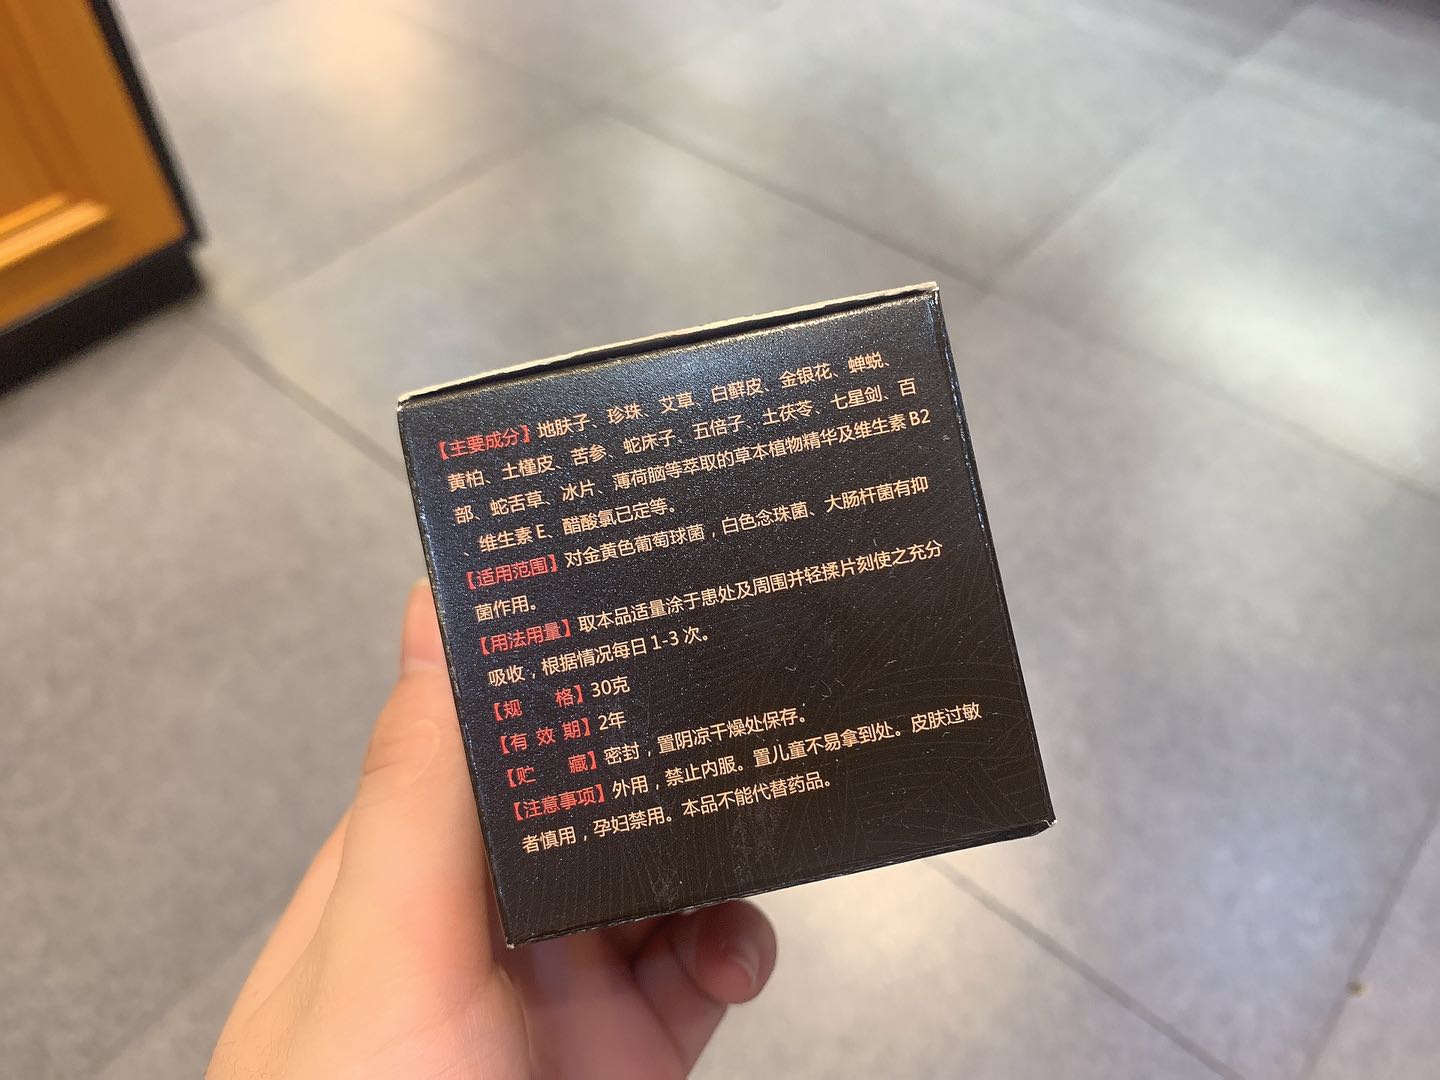 【主要成分】地肤子、珍珠、艾草、白鲜皮、金银花、蝉蜕、
黄柏、土槿皮、苦参、蛇床子、五倍子、土茯苓、七星剑、百
部、蛇舌草、冰片、薄荷脑等萃取的草本植物精华及维生素B2
、维生素E、醋酸氯已定等。
【适用范围】对金黄色葡萄球菌，白色念珠菌、大肠杆菌有抑
菌作用。
【用法用量】取本品适量涂于患处及周围并轻揉片刻使之充分
吸收，根据情况每日1-3次。
【规 格】30克
【有 效 期】2年
【贮 藏】密封，置阴凉干燥处保存。
【注意事项】外用，禁止内服。置儿童不易拿到处。皮肤过敏
者慎用，孕妇禁用。本品不能代替药品。